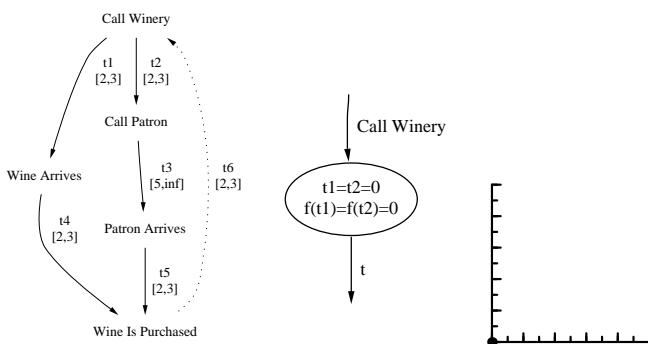 Call Winery
t1
[2,3]
t2
[2,3]
Call Patron
t3
[5,inf]
t6
[2,3]
Wine Arrives
t4
[2,3]
Patron Arrives
t5
[2,3]
Wine Is Purchased
Call Winery
t1=t2=0
f(t1)=f(t2)=0
t